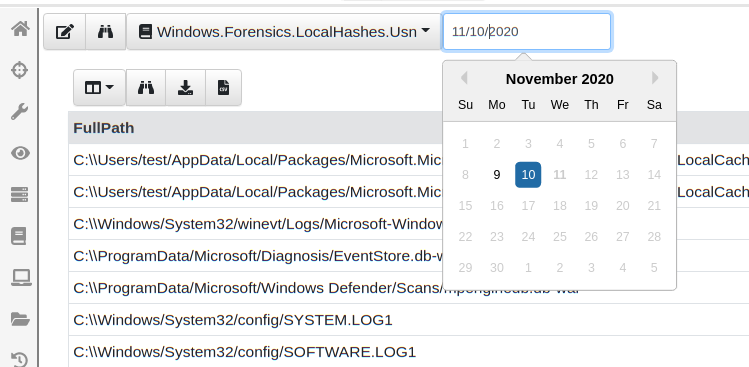 Windows.Forensics.LocalHashes.Usn 11/10/2020
November 2020
Su Mo Tu We Th Fr Sa
1 2 3 4 5 6 7
8 9 10 11 12 13 14
15 16 17 18 19 20 21
22 23 24 25 26 27 28
29 30 1 2 3 4 5
CSV
FullPath
C:\\Users/test/AppData/Local/Packages/Microsoft.Mic LocalCach
C:\\Users/test/AppData/Local/Packages/Microsoft.Mic LocalCach
C:\\Windows/System32/winevt/Logs/Microsoft-Window
C:\\ProgramData/Microsoft/Diagnosis/EventStore.db-w
C:\\ProgramData/Microsoft/Windows Defender/Scans/mpenginedb.db-wal
C:\\Windows/System32/config/SYSTEM.LOG1
C:\\Windows/System32/config/SOFTWARE.LOG1